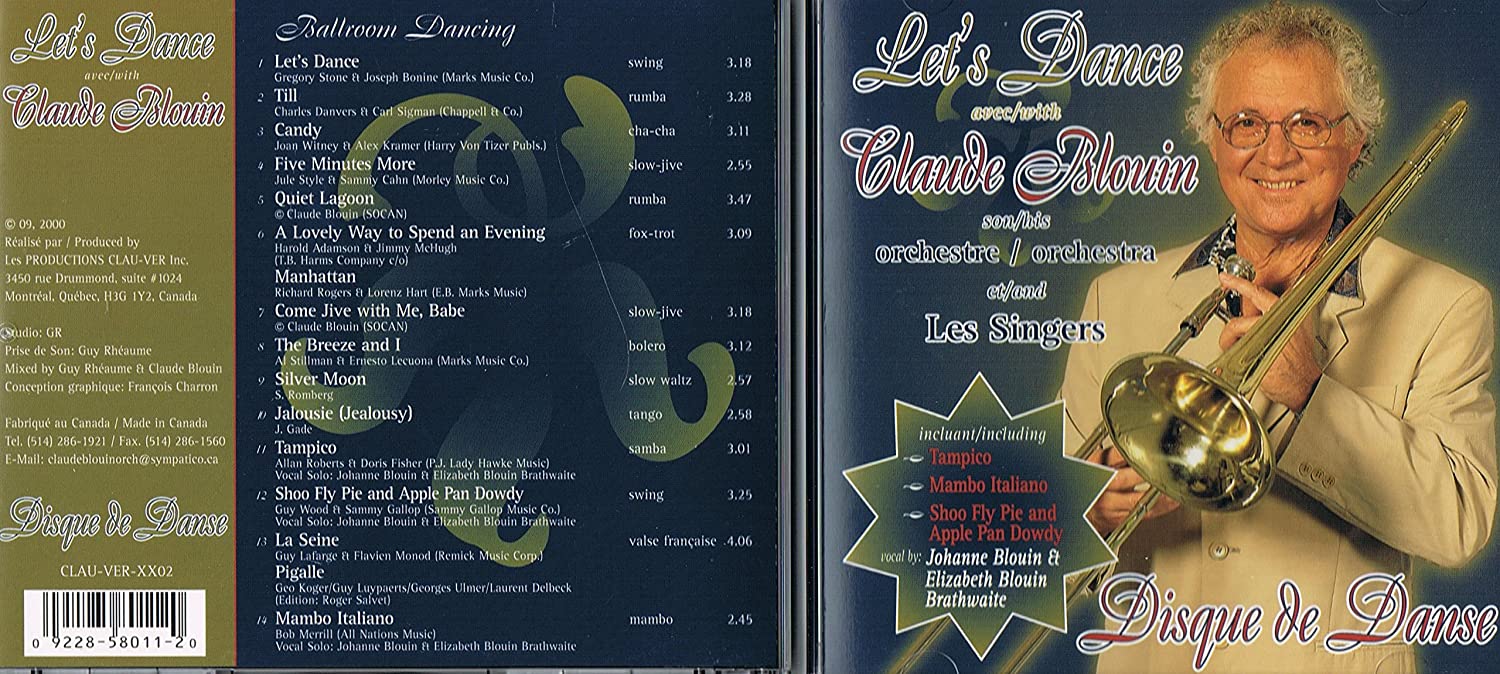 Let's Dance
avec/with
Claude Blouin
© 09, 2000
Réalisé par / Produced by
Les PRODUCTIONS CLAU-VER Inc.
3450 rue Drummond, suite #1024
Montréal, Québec, H3G 1Y2, Canada
Studio: GR
Prise de Son: Guy Rhéaume
Mixed by Guy Rhéaume & Claude Blouin
Conception graphique: François Charron
Fabriqué au Canada / Made in Canada
Tel. (514) 286-1921 / Fax. (514) 286-1560
E-Mail: claudeblouinorch@sympatico.ca
Disque de Danse
CLAU-VER-XX02
0 9228-58011-2 0
Ballroom Dancing
1 Let's Dance swing 3.18
Gregory Stone & Joseph Bonine (Marks Music Co.)
2 Till rumba 3.28
Charles Danvers & Carl Sigman (Chappell & Co.)
3 Candy cha-cha 3.11
Joan Witney & Alex Kramer (Harry Von Tizer Publs.)
4 Five Minutes More slow-jive 2.55
Jule Style & Sammy Cahn (Morley Music Co.)
5 Quiet Lagoon rumba 3.47
© Claude Blouin (SOCAN)
6 A Lovely Way to Spend an Evening fox-trot 3.09
Harold Adamson & Jimmy McHugh
(T.B. Harms Company c/o)
Manhattan
Richard Rogers & Lorenz Hart (E.B. Marks Music)
7 Come Jive with Me, Babe slow-jive 3.18
© Claude Blouin (SOCAN)
8 The Breeze and I bolero 3.12
Al Stillman & Ernesto Lecuona (Marks Music Co.)
9 Silver Moon slow waltz 2.57
S. Romberg
10 Jalousie (Jealousy) tango 2.58
J. Gade
11 Tampico samba 3.01
Allan Roberts & Doris Fisher (P.J. Lady Hawke Music)
Vocal Solo: Johanne Blouin & Elizabeth Blouin Brathwaite
12 Shoo Fly Pie and Apple Pan Dowdy swing 3.25
Guy Wood & Sammy Gallop (Sammy Gallop Music Co.)
Vocal Solo: Johanne Blouin & Elizabeth Blouin Brathwaite
13 La Seine valse française 4.06
Guy Lafarge & Flavien Monod (Remick Music Corp.)
Pigalle
Geo Koger/Guy Luypaerts/Georges Ulmer/Laurent Delbeck
(Edition: Roger Salvet)
14 Mambo Italiano mambo 2.45
Bob Merrill (All Nations Music)
Vocal Solo: Johanne Blouin & Elizabeth Blouin Brathwaite
Let's Dance
avec/with
Claude Blouin
son/his
orchestre / orchestra
et/and
Les Singers
incluant/including
Tampico
Mambo Italiano
Shoo Fly Pie and
Apple Pan Dowdy
vocal by: Johanne Blouin &
Elizabeth Blouin
Brathwaite
Disque de Danse